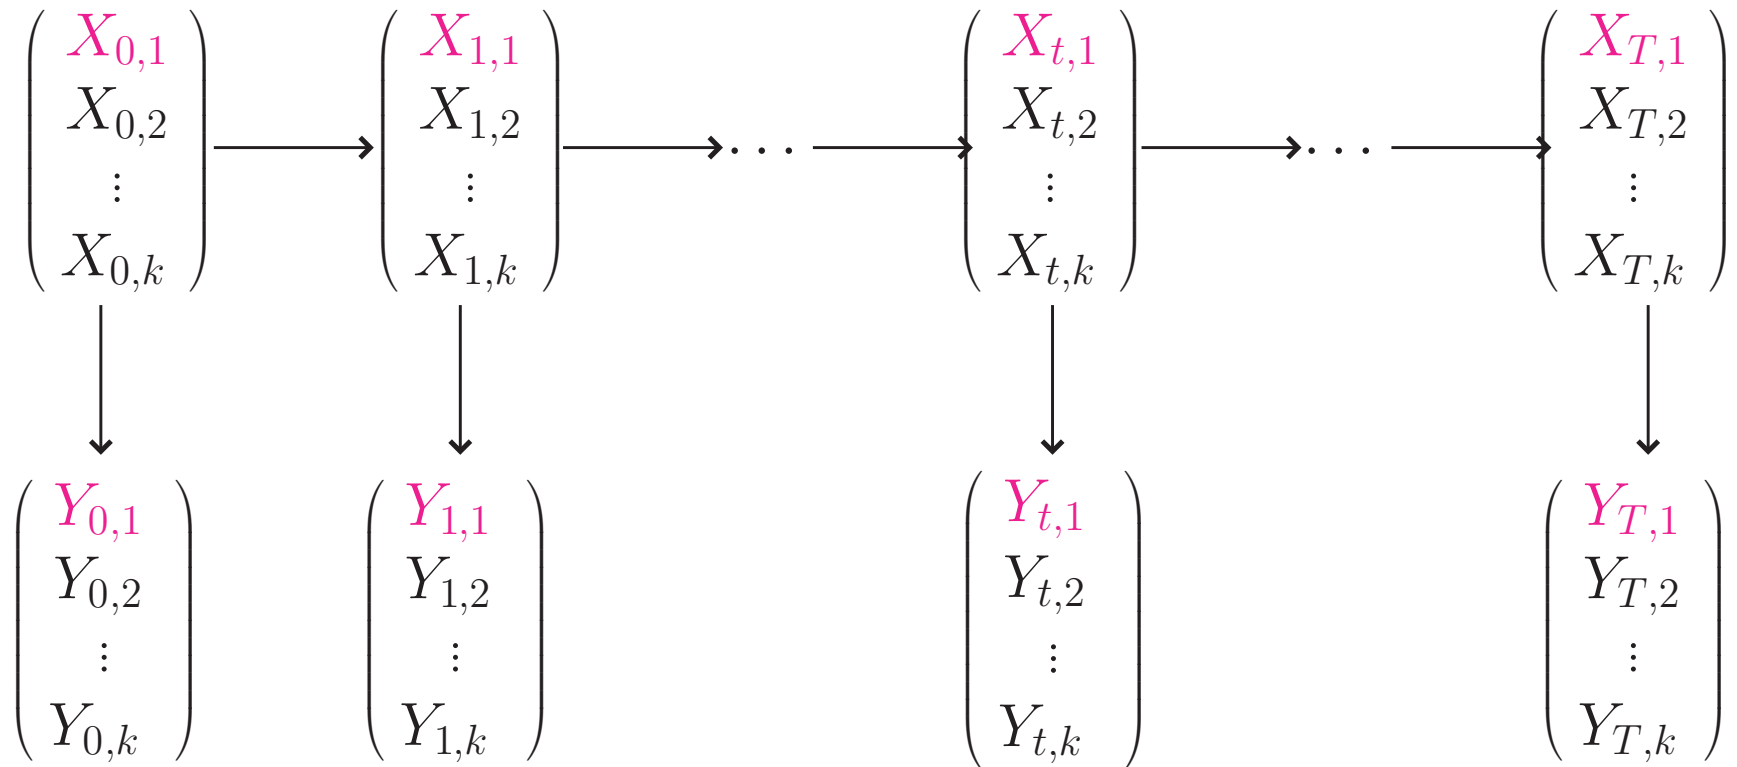 X_{0,1} X_{1,1} X_{t,1} X_{T,1}
X_{0,2} X_{1,2} X_{t,2} X_{T,2}
⋯ ⋯
⋮ ⋮ ⋮ ⋮
X_{0,k} X_{1,k} X_{t,k} X_{T,k}
Y_{0,1} Y_{1,1} Y_{t,1} Y_{T,1}
Y_{0,2} Y_{1,2} Y_{t,2} Y_{T,2}
⋮ ⋮ ⋮ ⋮
Y_{0,k} Y_{1,k} Y_{t,k} Y_{T,k}